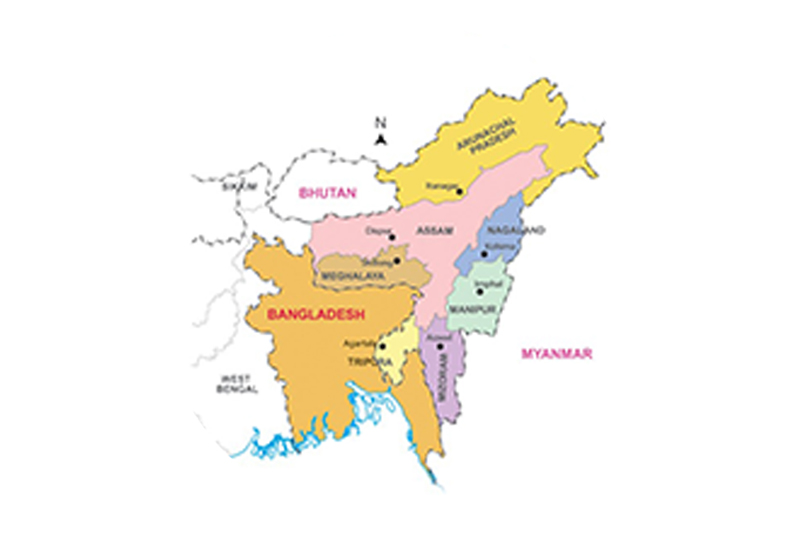 N
ARUNACHAL
PRADESH
SIKKIM
BHUTAN
Itanagar
Dispur
ASSAM
NAGALAND
Kohima
Shillong
MEGHALAYA
Imphal
MANIPUR
BANGLADESH
Agartala
Aizawl
TRIPURA
MIZORAM
MYANMAR
WEST
BENGAL